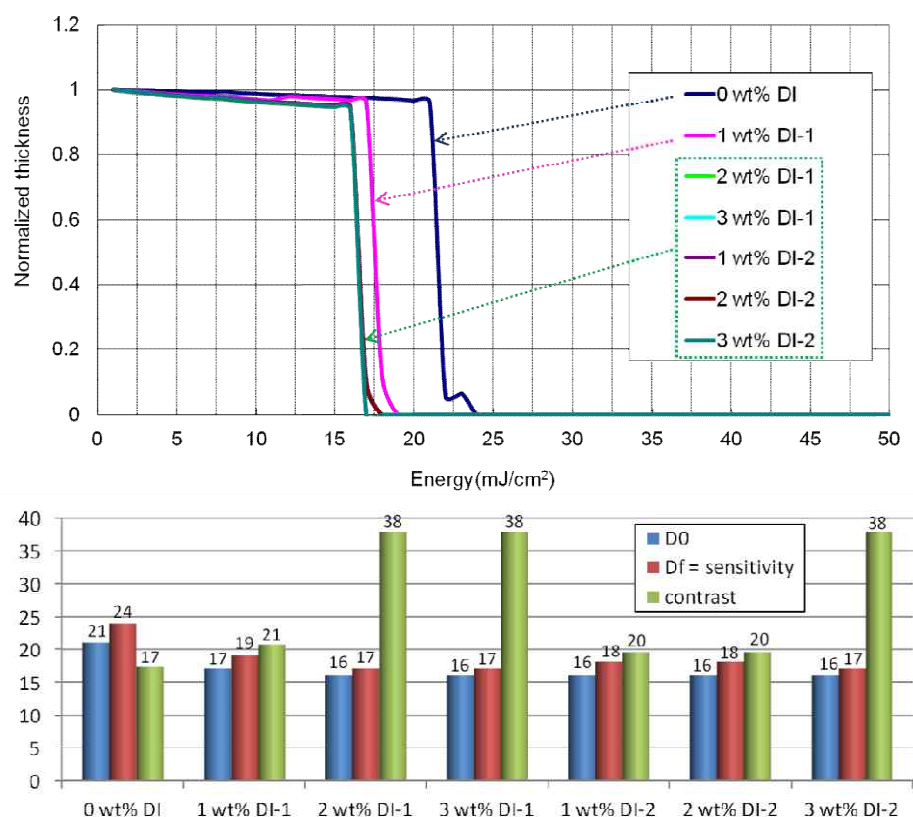 1.2
1
0.8
0.6
0.4
0.2
0
Normalized thickness
0 wt% DI
1 wt% DI-1
2 wt% DI-1
3 wt% DI-1
1 wt% DI-2
2 wt% DI-2
3 wt% DI-2
0 5 10 15 20 25 30 35 40 45 50
Energy(mJ/cm²)
40
35
30
25
20
15
10
5
0
D0
Df = sensitivity
contrast
21 24 17
17 19 21
16 17 38
16 17 38
16 18 20
16 18 20
16 17 38
0 wt% DI 1 wt% DI-1 2 wt% DI-1 3 wt% DI-1 1 wt% DI-2 2 wt% DI-2 3 wt% DI-2